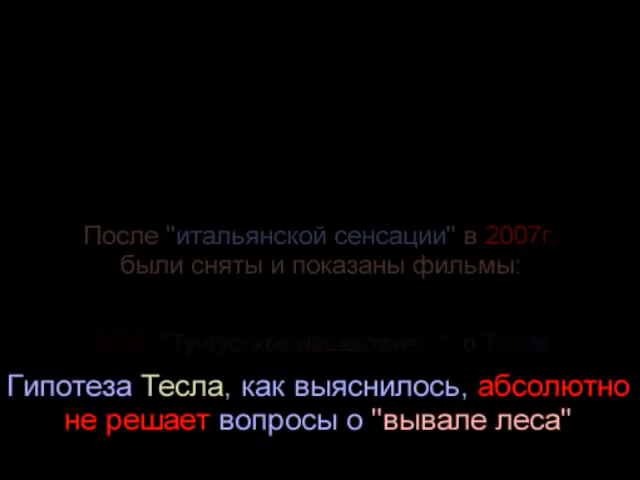 После "итальянской сенсации" в 2007г.
были сняты и показаны фильмы:
"Тунгусское нашествие
Гипотеза Тесла, как выяснилось, абсолютно
не решает вопросы о "вывале леса"